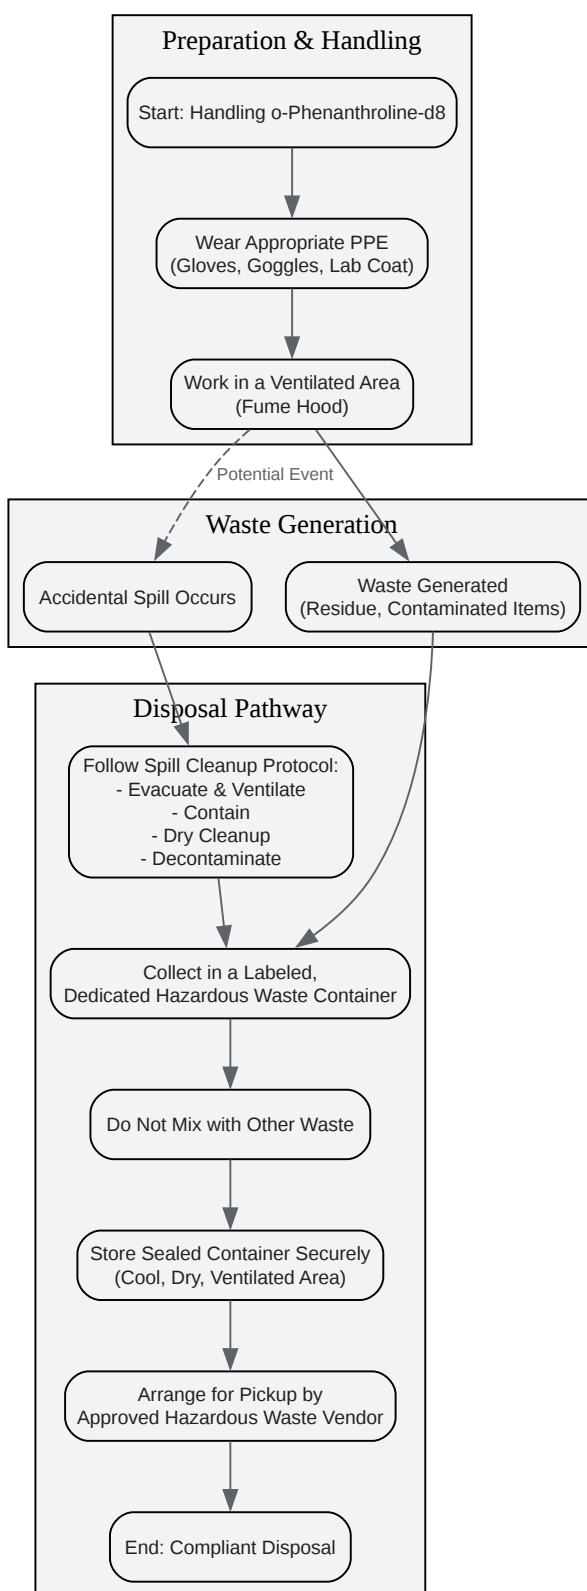 Preparation & Handling
Start: Handling o-Phenanthroline-d8
Wear Appropriate PPE
(Gloves, Goggles, Lab Coat)
Work in a Ventilated Area
(Fume Hood)
Potential Event
Waste Generation
Accidental Spill Occurs
Waste Generated
(Residue, Contaminated Items)
Disposal Pathway
Follow Spill Cleanup Protocol:
- Evacuate & Ventilate
- Contain
- Dry Cleanup
- Decontaminate
Collect in a Labeled,
Dedicated Hazardous Waste Container
Do Not Mix with Other Waste
Store Sealed Container Securely
(Cool, Dry, Ventilated Area)
Arrange for Pickup by
Approved Hazardous Waste Vendor
End: Compliant Disposal